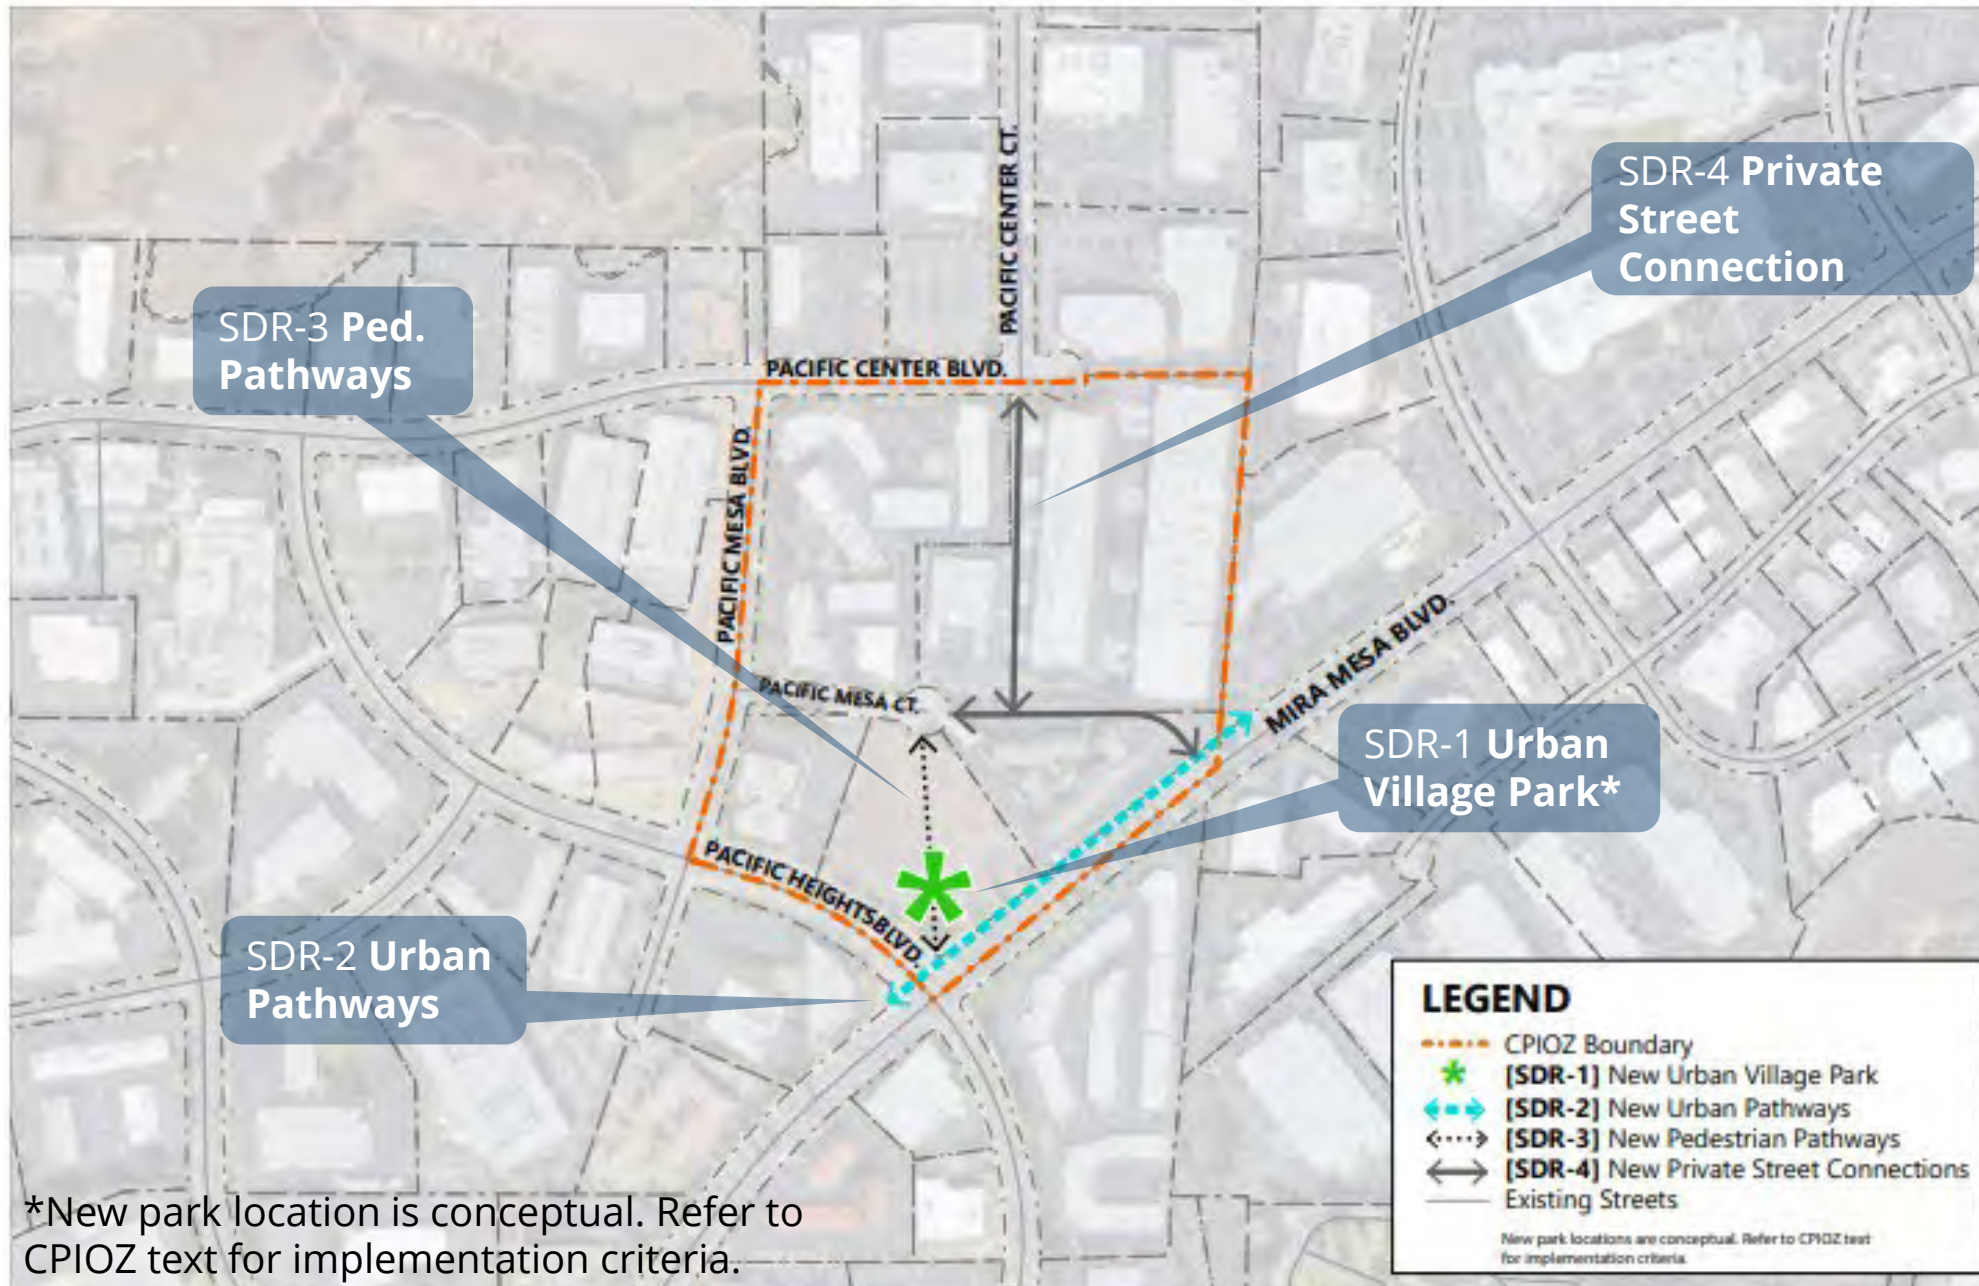 SDR-4 Private
Street
Connection
PACIFIC CENTER CT.
SDR-3 Ped.
Pathways
PACIFIC CENTER BLVD.
PACIFIC MESA BLVD.
PACIFIC MESA CT.
MIRA MESA BLVD.
SDR-1 Urban
Village Park*
PACIFIC HEIGHTSBLVD.
SDR-2 Urban
Pathways
LEGEND
CPIOZ Boundary
[SDR-1] New Urban Village Park
[SDR-2] New Urban Pathways
[SDR-3] New Pedestrian Pathways
[SDR-4] New Private Street Connections
Existing Streets
New park locations are conceptual. Refer to CPIOZ text
for implementation criteria.
*New park location is conceptual. Refer to
CPIOZ text for implementation criteria.